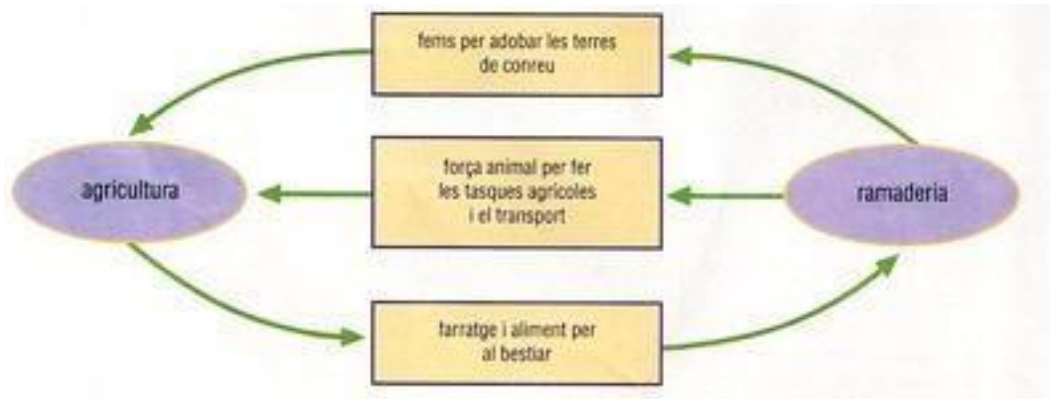 fems per adobar les terres
de conreu
agricultura
força animal per fer
les tasques agrícoles
i el transport
ramaderia
farratge i aliment per
al bestiar